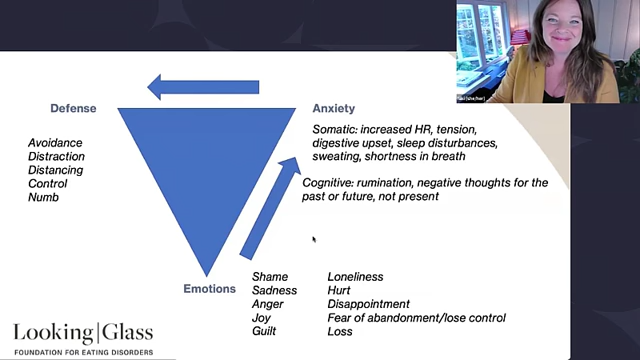 Defense
Anxiety
Avoidance
Distraction
Distancing
Control
Numb
Somatic: increased HR, tension,
digestive upset, sleep disturbances,
sweating, shortness in breath
Cognitive: rumination, negative thoughts for the
past or future, not present
Emotions
Shame
Sadness
Anger
Joy
Guilt
Loneliness
Hurt
Disappointment
Fear of abandonment/lose control
Loss
Looking|Glass
FOUNDATION FOR EATING DISORDERS
(she/her)